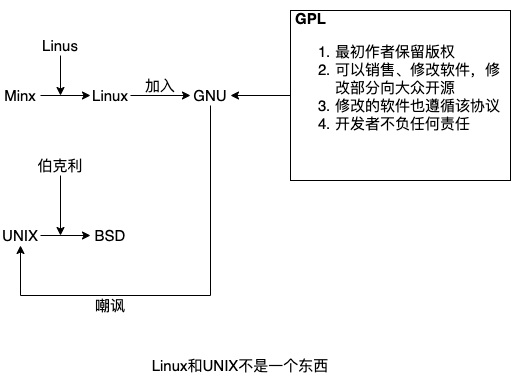 GPL
1. 最初作者保留版权
2. 可以销售、修改软件，修
改部分向大众开源
3. 修改的软件也遵循该协议
4. 开发者不负任何责任
Linus
Minx
Linux
加入
GNU
伯克利
UNIX
BSD
嘲讽
Linux和UNIX不是一个东西